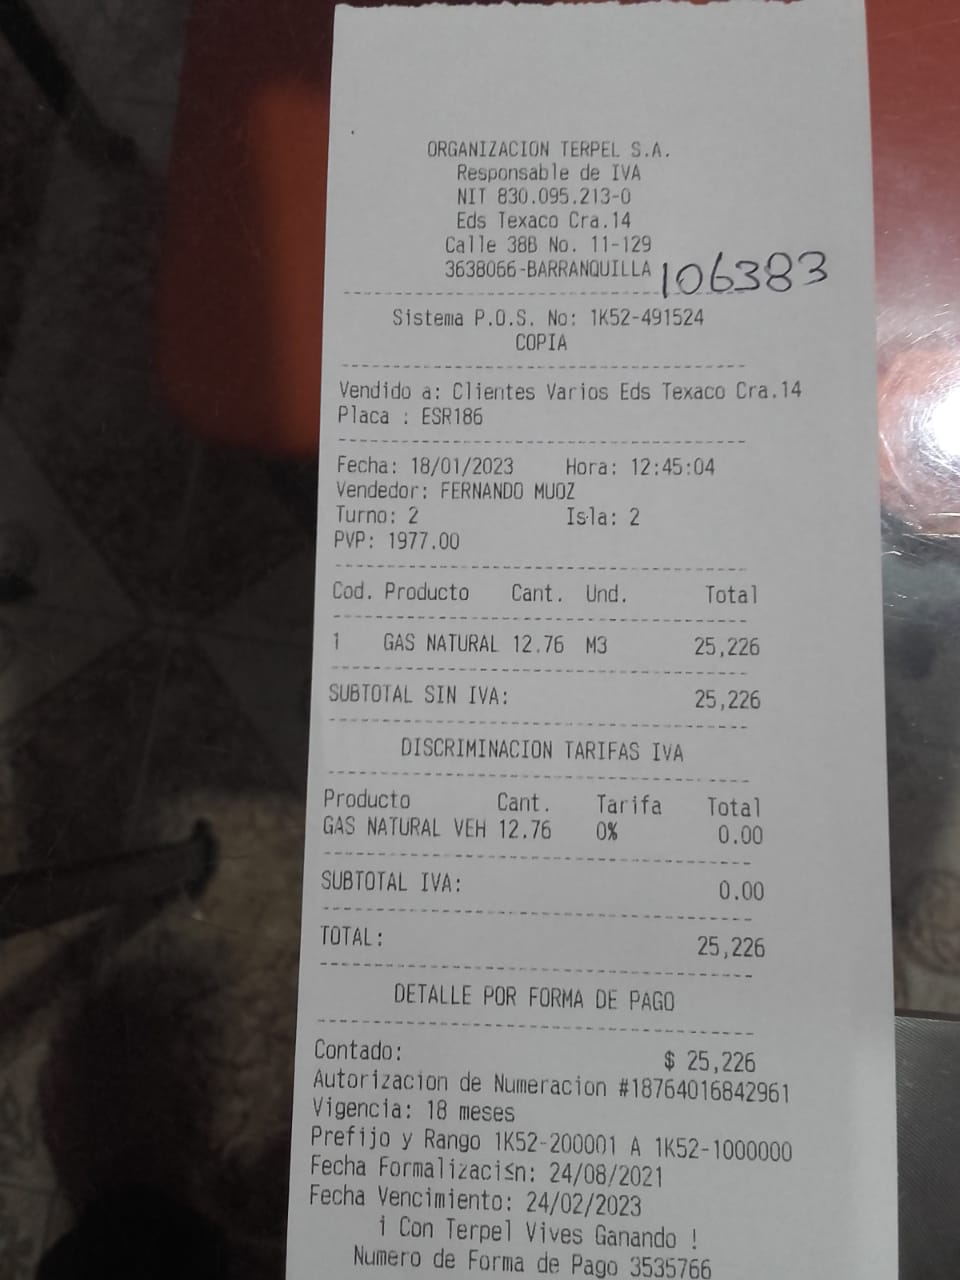 ORGANIZACION TERPEL S.A.
Responsable de IVA
NIT 830.095.213-0
Eds Texaco Cra.14
Calle 38B No. 11-129
3638066-BARRANQUILLA 106383
Sistema P.O.S. No: 1K52-491524
COPIA
Vendido a: Clientes Varios Eds Texaco Cra.14
Placa : ESR186
Fecha: 18/01/2023 Hora: 12:45:04
Vendedor: FERNANDO MUOZ
Turno: 2 Isla: 2
PVP: 1977.00
Cod. Producto Cant. Und. Total
1 GAS NATURAL 12.76 M3 25,226
SUBTOTAL SIN IVA: 25,226
DISCRIMINACION TARIFAS IVA
Producto Cant. Tarifa Total
GAS NATURAL VEH 12.76 0% 0.00
SUBTOTAL IVA: 0.00
TOTAL: 25,226
DETALLE POR FORMA DE PAGO
Contado: $ 25,226
Autorizacion de Numeracion #18764016842961
Vigencia: 18 meses
Prefijo y Rango 1K52-200001 A 1K52-1000000
Fecha Formalizaci≤n: 24/08/2021
Fecha Vencimiento: 24/02/2023
¡ Con Terpel Vives Ganando !
Numero de Forma de Pago 3535766